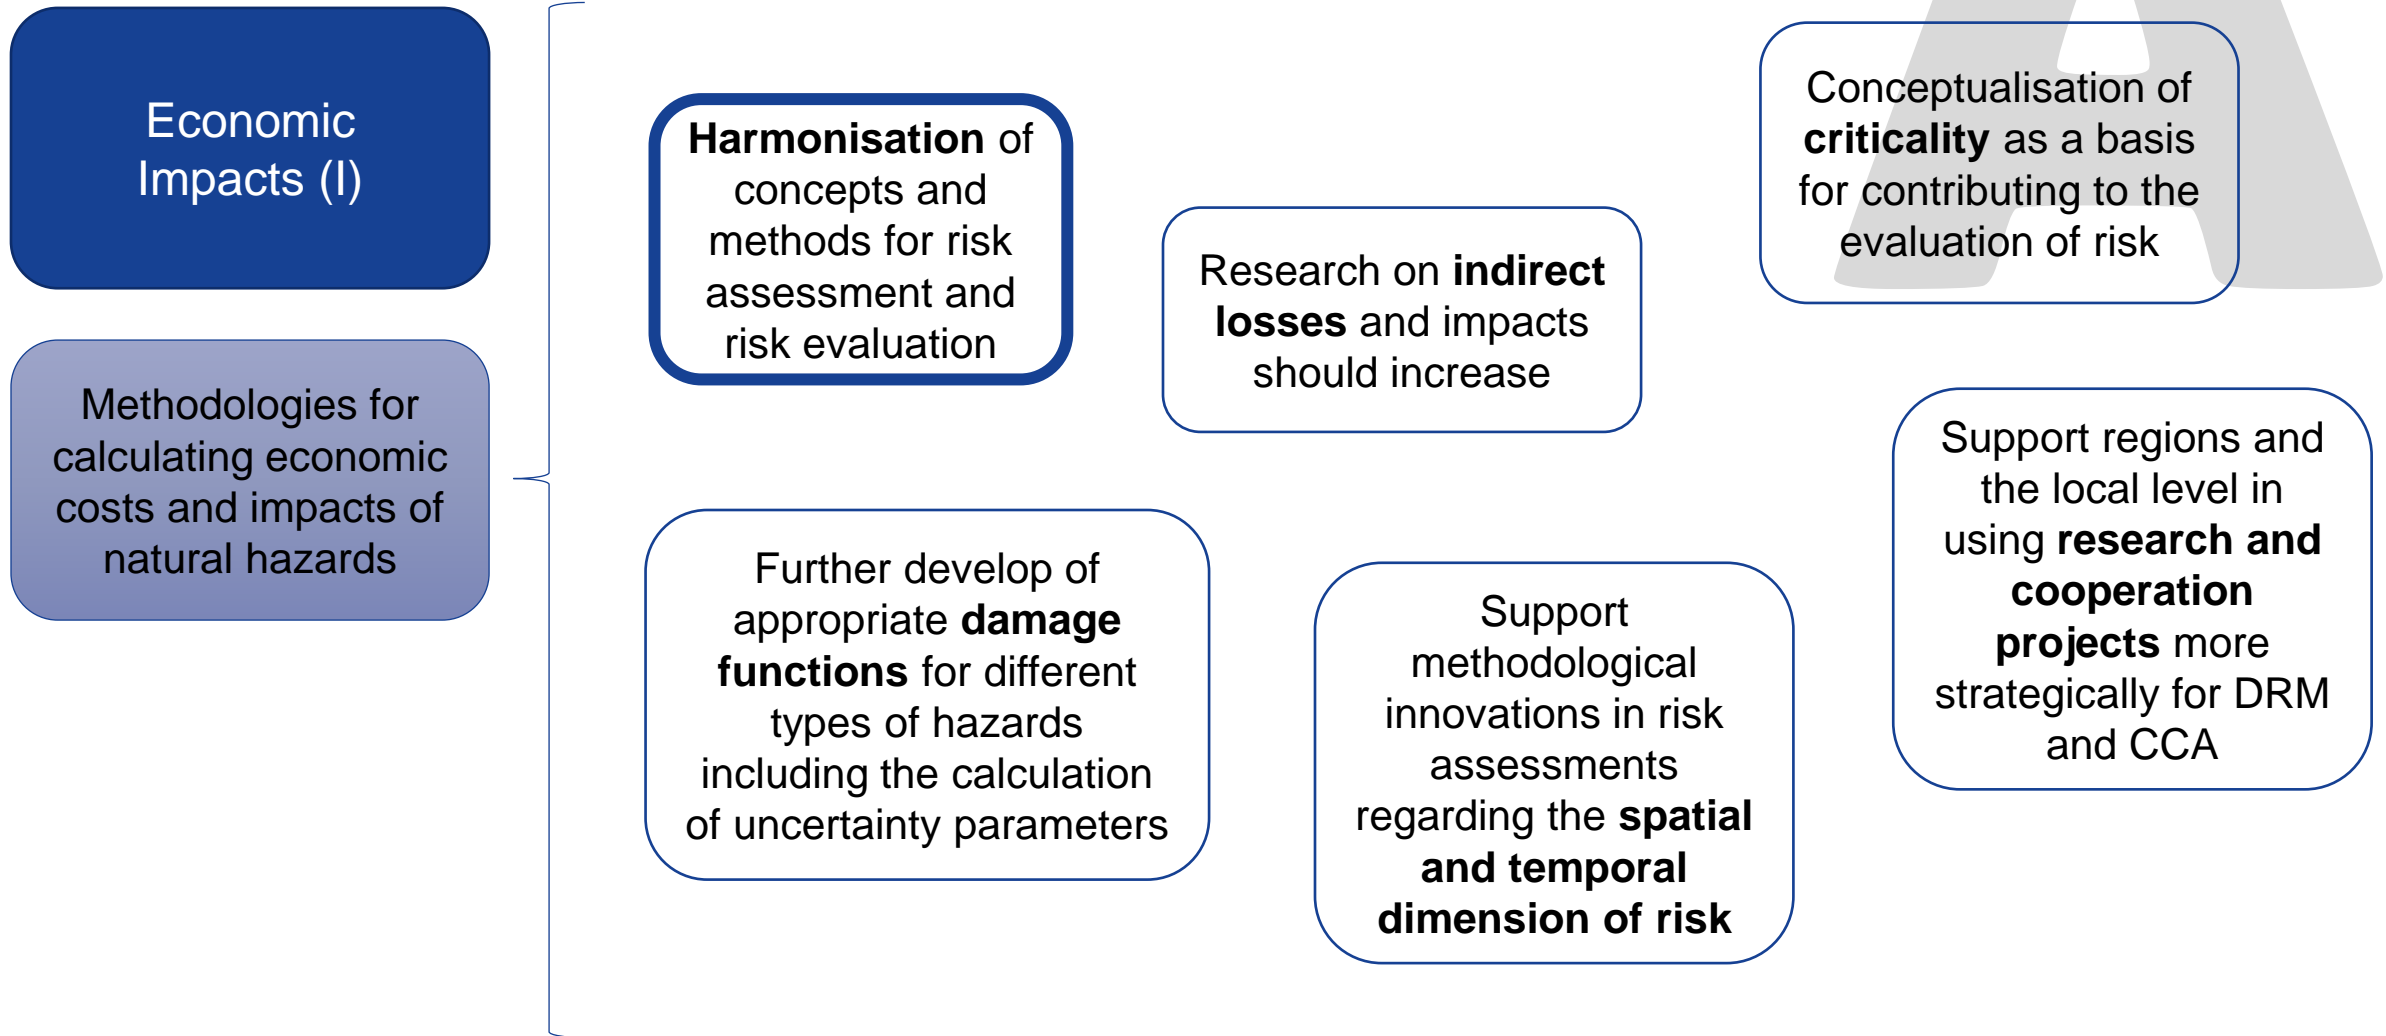 Economic
Impacts (I)
Methodologies for
calculating economic
costs and impacts of
natural hazards
Harmonisation of
concepts and
methods for risk
assessment and
risk evaluation
Research on indirect
losses and impacts
should increase
Conceptualisation of
criticality as a basis
for contributing to the
evaluation of risk
Further develop of
appropriate damage
functions for different
types of hazards
including the calculation
of uncertainty parameters
Support
methodological
innovations in risk
assessments
regarding the spatial
and temporal
dimension of risk
Support regions and
the local level in
using research and
cooperation
projects more
strategically for DRM
and CCA
A